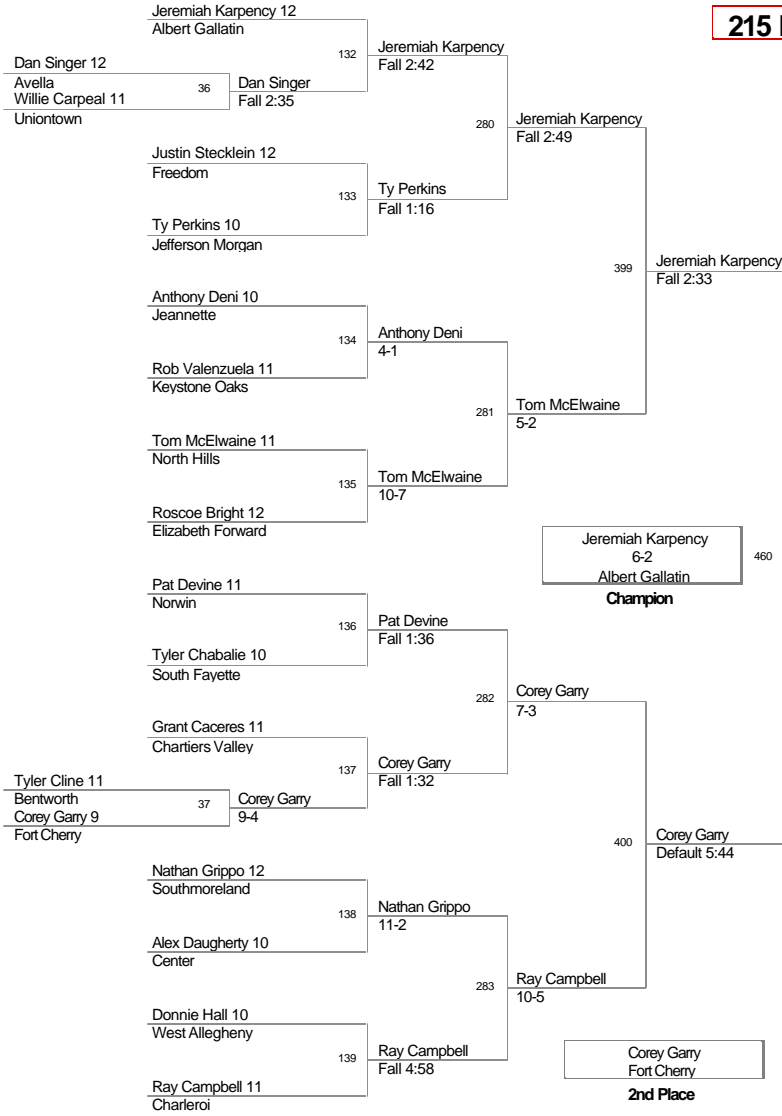 Jeremiah Karpency 12
Albert Gallatin
215
132
Jeremiah Karpency
Fall 2:42
Dan Singer 12
Avella
Willie Carpeal 11
Uniontown
36
Dan Singer
Fall 2:35
280
Jeremiah Karpency
Fall 2:49
Justin Stecklein 12
Freedom
133
Ty Perkins
Fall 1:16
Ty Perkins 10
Jefferson Morgan
399
Jeremiah Karpency
Fall 2:33
Anthony Deni 10
Jeannette
134
Anthony Deni
4-1
Rob Valenzuela 11
Keystone Oaks
281
Tom McElwaine
5-2
Tom McElwaine 11
North Hills
135
Tom McElwaine
10-7
Roscoe Bright 12
Elizabeth Forward
Jeremiah Karpency
6-2
Albert Gallatin
460
Champion
Pat Devine 11
Norwin
136
Pat Devine
Fall 1:36
Tyler Chabalie 10
South Fayette
282
Corey Garry
7-3
Grant Caceres 11
Chartiers Valley
137
Corey Garry
Fall 1:32
Tyler Cline 11
Bentworth
Corey Garry 9
Fort Cherry
37
Corey Garry
9-4
400
Corey Garry
Default 5:44
Nathan Grippo 12
Southmoreland
138
Nathan Grippo
11-2
Alex Daugherty 10
Center
283
Ray Campbell
10-5
Donnie Hall 10
West Allegheny
139
Ray Campbell
Fall 4:58
Ray Campbell 11
Charleroi
Corey Garry
Fort Cherry
2nd Place